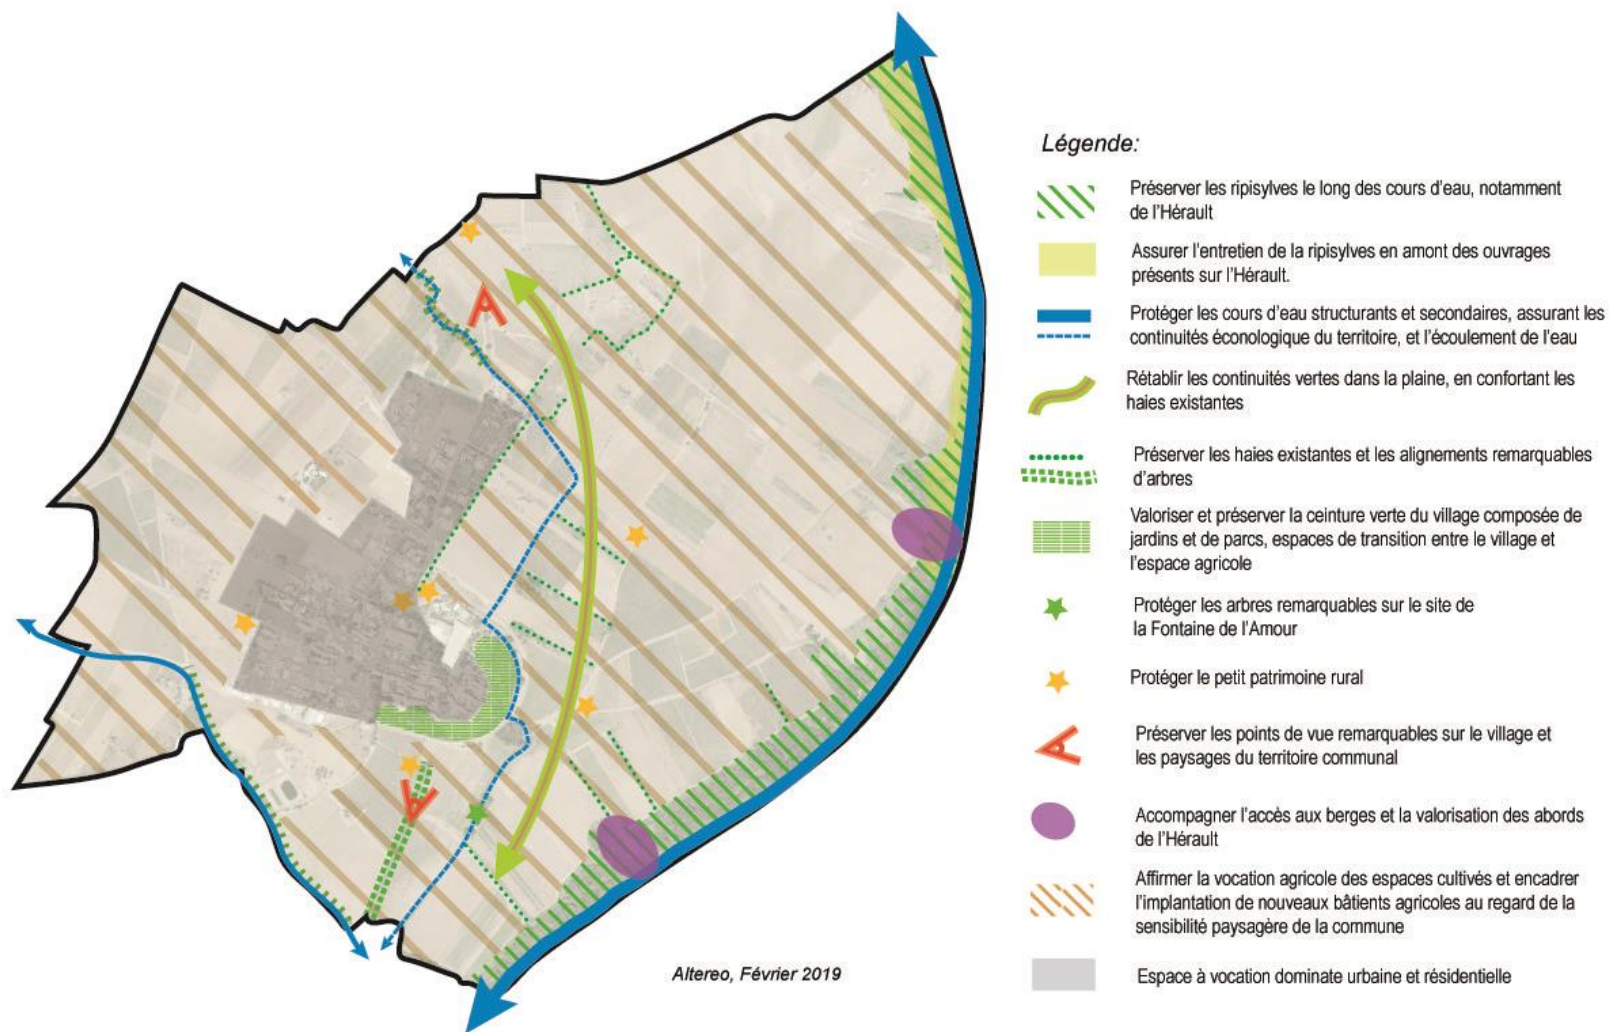 Légende:
Préserver les ripisylves le long des cours d'eau, notamment
de l'Hérault
Assurer l'entretien de la ripisylves en amont des ouvrages
présents sur l'Hérault.
Protéger les cours d'eau structurants et secondaires, assurant les
continuités éconologique du territoire, et l'écoulement de l'eau
Rétablir les continuités vertes dans la plaine, en confortant les
haies existantes
Préserver les haies existantes et les alignements remarquables
d'arbres
Valoriser et préserver la ceinture verte du village composée de
jardins et de parcs, espaces de transition entre le village et
l'espace agricole
Protéger les arbres remarquables sur le site de
la Fontaine de l'Amour
Protéger le petit patrimoine rural
Préserver les points de vue remarquables sur le village et
les paysages du territoire communal
Accompagner l'accès aux berges et la valorisation des abords
de l'Hérault
Affirmer la vocation agricole des espaces cultivés et encadrer
l'implantation de nouveaux bâtients agricoles au regard de la
sensibilité paysagère de la commune
Espace à vocation dominate urbaine et résidentielle
Altereo, Février 2019